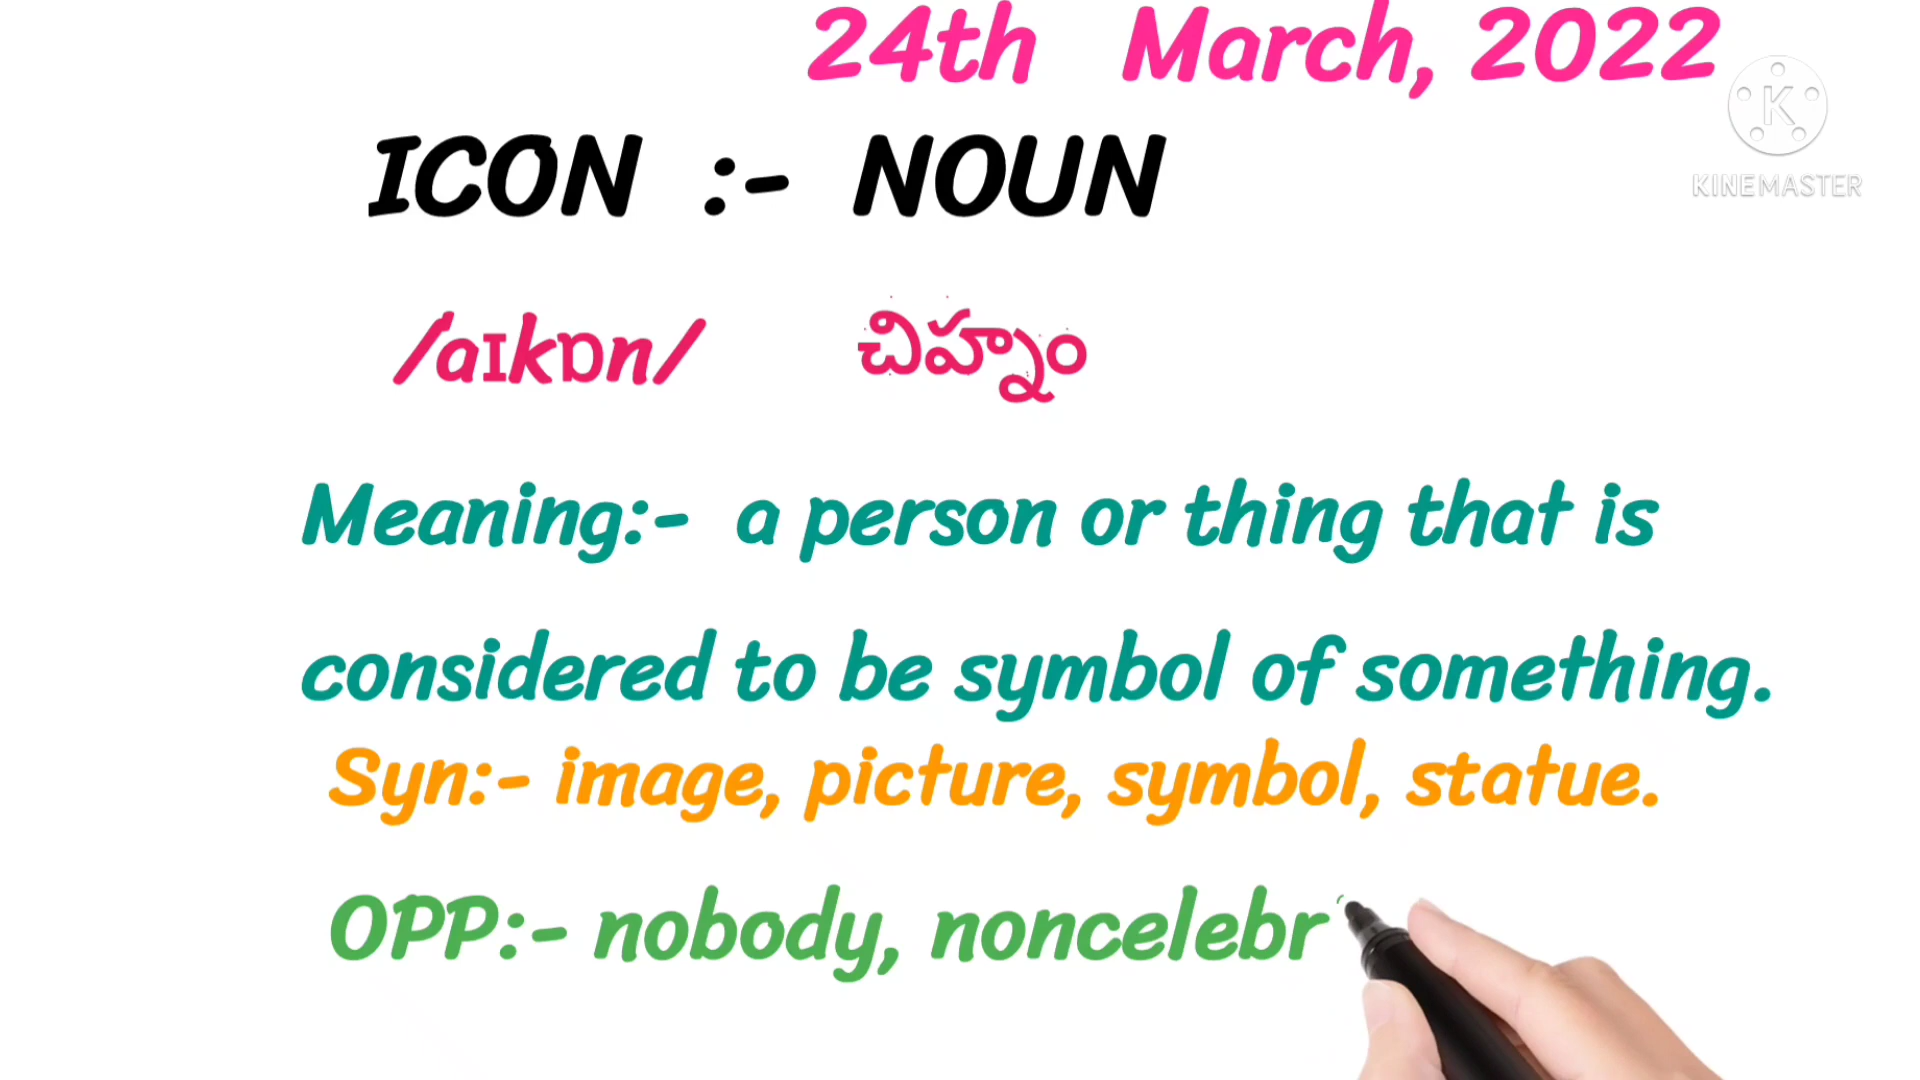 24th March, 2022
K
KINEMASTER
ICON :- NOUN
/aɪkɒn/ చిహ్నం
Meaning:- a person or thing that is
considered to be symbol of something.
Syn:- image, picture, symbol, statue.
OPP:- nobody, noncelebr